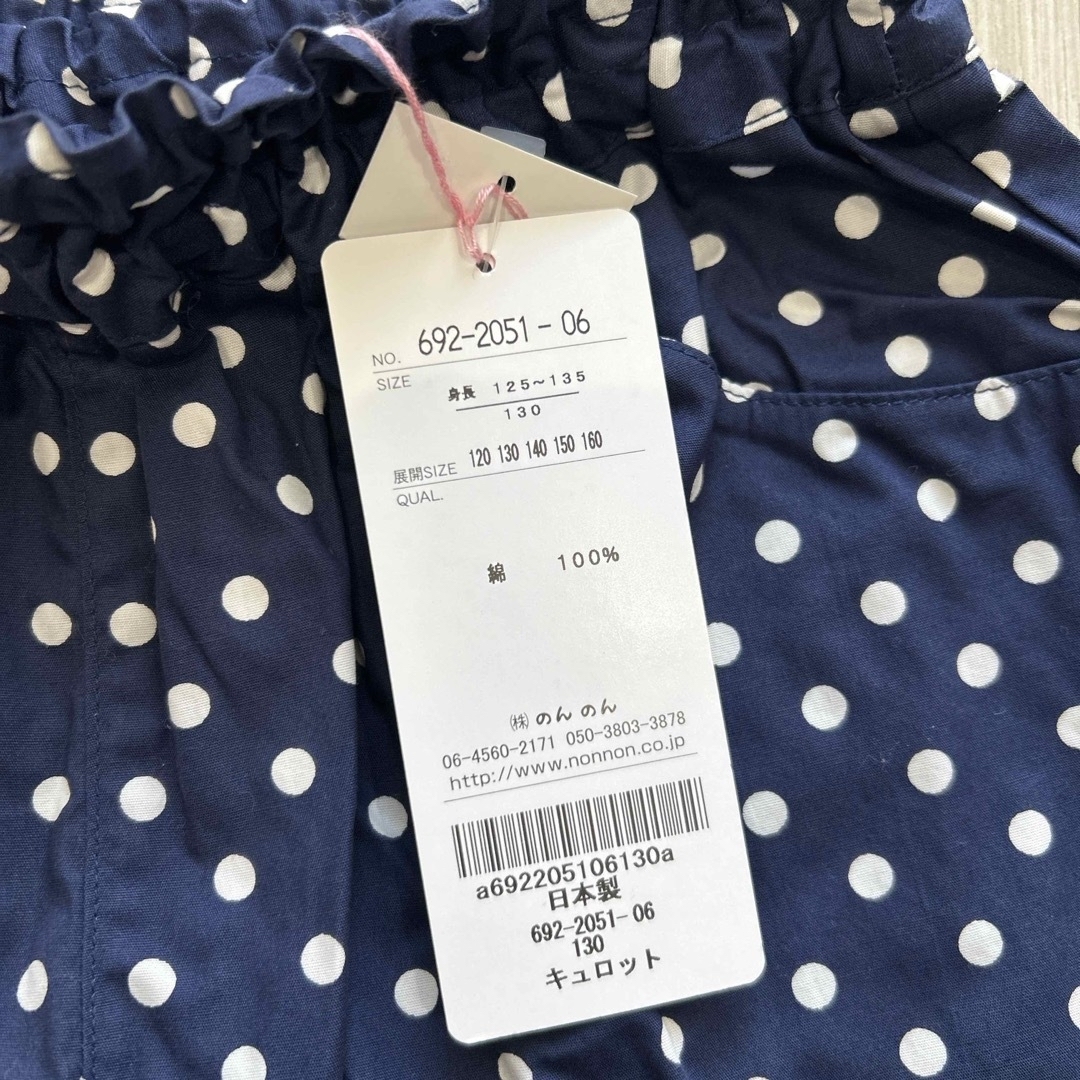 NO. 692-2051-06
SIZE
身長 125~135
130
展開SIZE 120 130 140 150 160
QUAL.
綿 100%
㈱ のん のん
06-4560-2171 050-3803-3878
http://www.nonnon.co.jp
a692205106130a
日本製
692-2051-06
130
キュロット